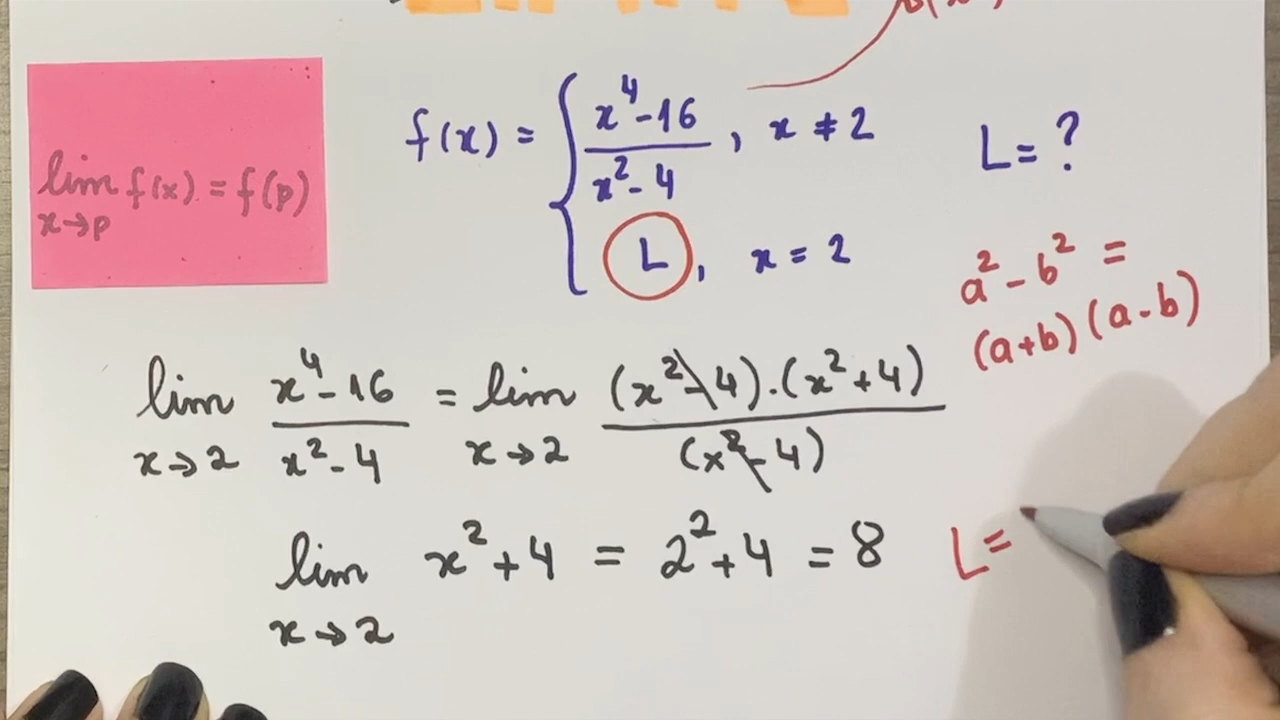 lim f(x) = f(p)
x→p
f(x) = { x⁴-16 / x²-4 , x ≠ 2
L , x = 2
L = ?
a² - b² =
(a+b)(a-b)
lim x→2 x⁴-16 / x²-4 = lim x→2 (x²-4).(x²+4) / (x²-4)
lim x→2 x²+4 = 2²+4 = 8
L =